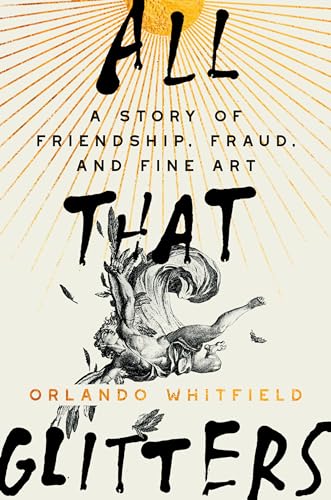 ALL
A STORY OF
FRIENDSHIP, FRAUD,
AND FINE ART
THAT
ORLANDO WHITFIELD
GLITTERS